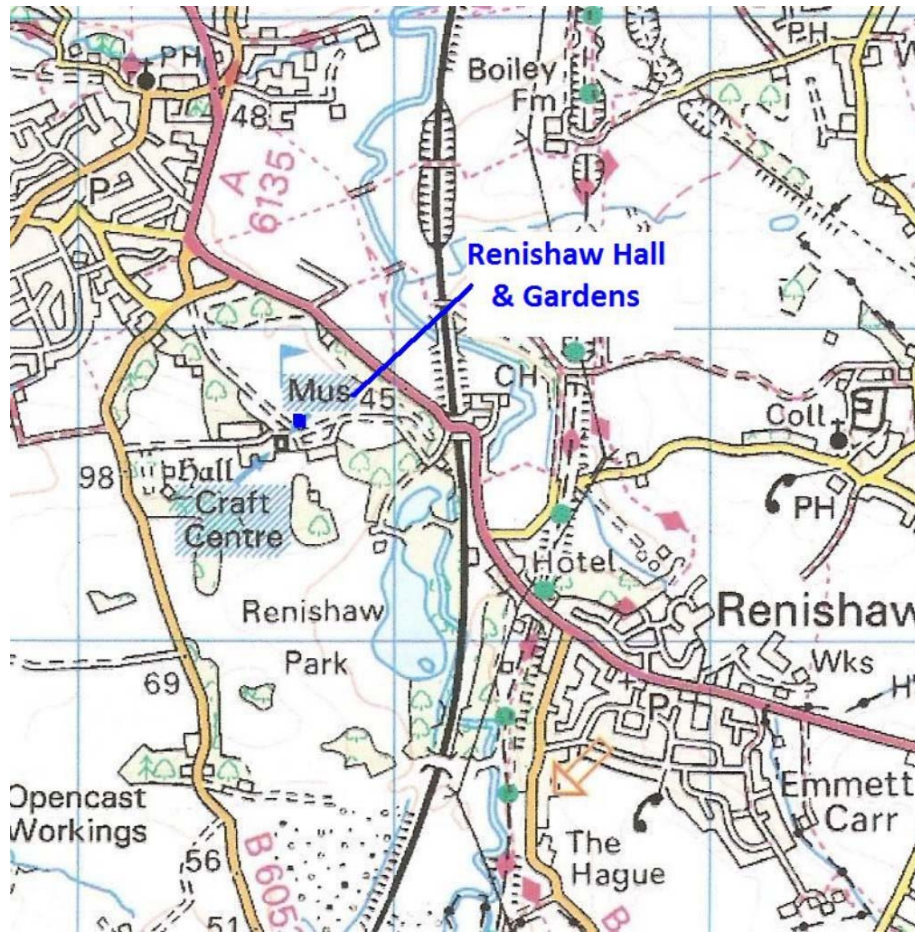 PH
PH
W
Boiley
Fm
48
A
6135
P
Renishaw Hall
& Gardens
Mus
45
CH
Coll
98
Hall
Craft
Centre
PH
Hotel
Renishaw
Renishaw
Park
Wks
69
P
H'
Opencast
Workings
Emmett
Carr
The
Hague
56
B 605
51
B